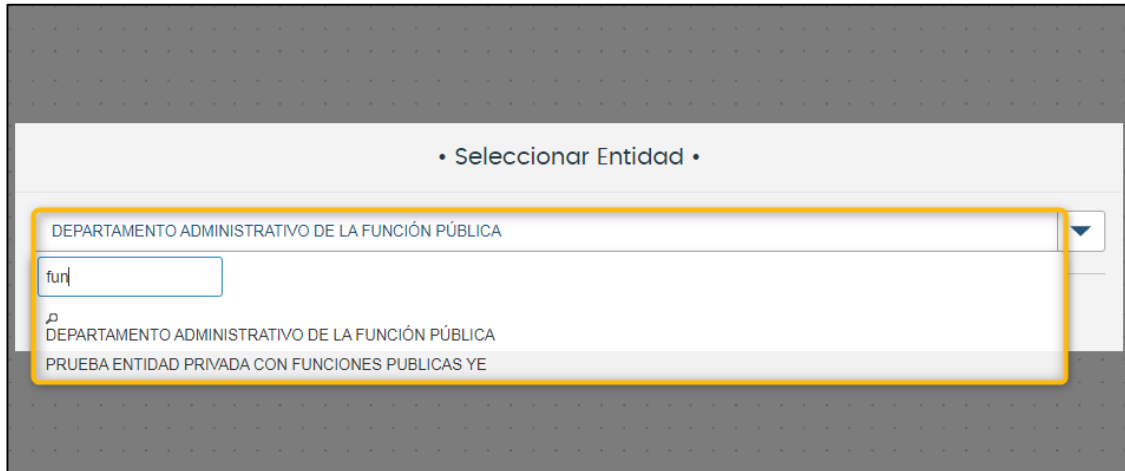 • Seleccionar Entidad •
DEPARTAMENTO ADMINISTRATIVO DE LA FUNCIÓN PÚBLICA
fun
DEPARTAMENTO ADMINISTRATIVO DE LA FUNCIÓN PÚBLICA
PRUEBA ENTIDAD PRIVADA CON FUNCIONES PUBLICAS YE